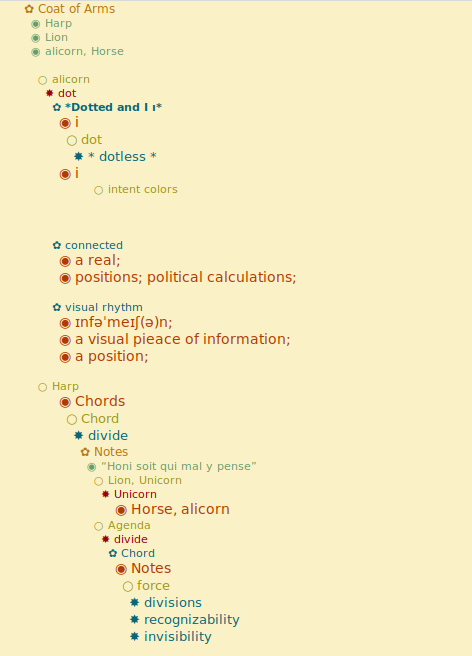 Coat of Arms
Harp
Lion
alicorn, Horse
alicorn
dot
*Dotted and I ı*
i
dot
* dotless *
i
intent colors
connected
a real;
positions; political calculations;
visual rhythm
ɪnfəˈmeɪʃ(ə)n;
a visual pieace of information;
a position;
Harp
Chords
Chord
divide
Notes
“Honi soit qui mal y pense”
Lion, Unicorn
Unicorn
Horse, alicorn
Agenda
divide
Chord
Notes
force
divisions
recognizability
invisibility